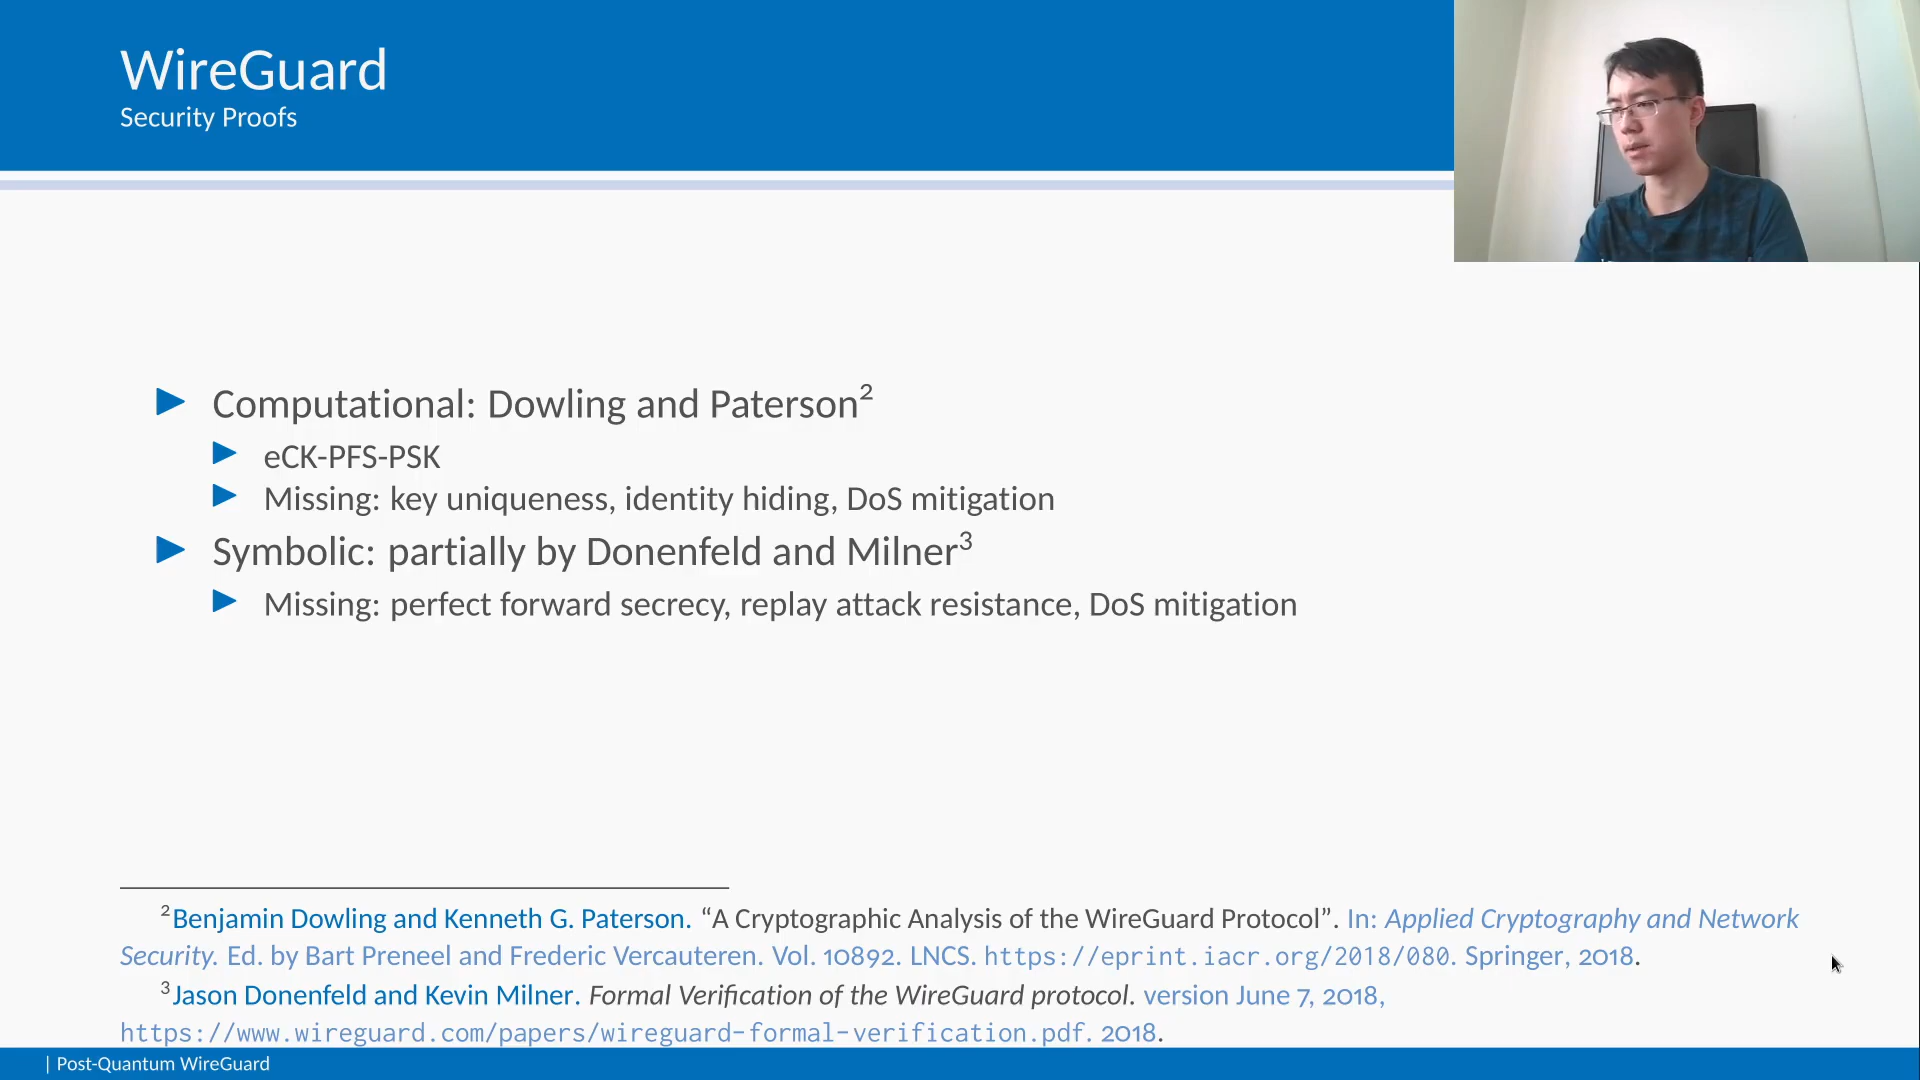 WireGuard
Security Proofs
▶ Computational: Dowling and Paterson²
▶ eCK-PFS-PSK
▶ Missing: key uniqueness, identity hiding, DoS mitigation
▶ Symbolic: partially by Donenfeld and Milner³
▶ Missing: perfect forward secrecy, replay attack resistance, DoS mitigation
²Benjamin Dowling and Kenneth G. Paterson. “A Cryptographic Analysis of the WireGuard Protocol”. In: Applied Cryptography and Network
Security. Ed. by Bart Preneel and Frederic Vercauteren. Vol. 10892. LNCS. https://eprint.iacr.org/2018/080. Springer, 2018.
³Jason Donenfeld and Kevin Milner. Formal Verification of the WireGuard protocol. version June 7, 2018,
https://www.wireguard.com/papers/wireguard-formal-verification.pdf. 2018.
| Post-Quantum WireGuard